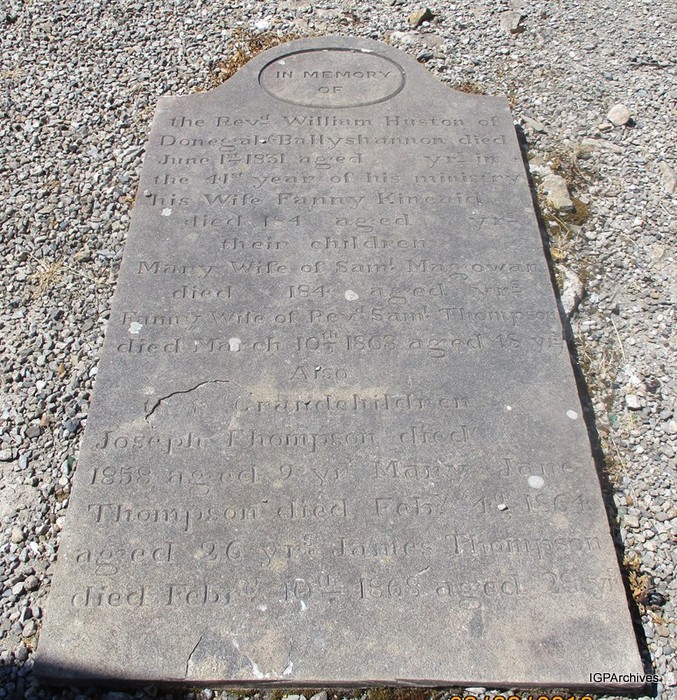 IN MEMORY
OF
the Revd. William Huston of
Donegal & Ballyshannon died
June 1st 1831 aged yrs. in
the 41st year of his ministry
his Wife Fanny Kincaid
died 184 aged yrs.
their children
Mary Wife of Saml. Magowan
died 184 aged yrs.
Fanny Wife of Revd. Saml. Thompson
died March 10th 1863 aged 48 yrs.
Also
Grandchildren
Joseph Thompson died
1858 aged 9 yrs. Mary Jane
Thompson died Feby. 4th 1864
aged 26 yrs. James Thompson
died Feby. 10th 1868 aged yrs
IGPArchives